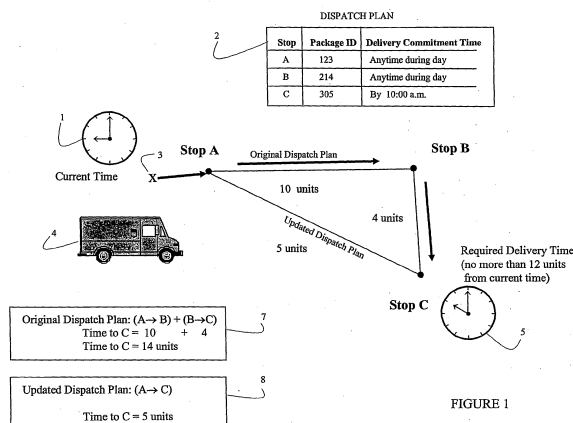 DISPATCH PLAN
2
Stop Package ID Delivery Commitment Time
A 123 Anytime during day
B 214 Anytime during day
C 305 By 10:00 a.m.
1
3
Stop A
Original Dispatch Plan
Stop B
Current Time
X
10 units
4 units
Updated Dispatch Plan
5 units
4
Required Delivery Time
(no more than 12 units
from current time)
Stop C
5
7
Original Dispatch Plan: (A→ B) + (B→C)
Time to C = 10 + 4
Time to C = 14 units
8
Updated Dispatch Plan: (A→ C)
Time to C = 5 units
FIGURE 1